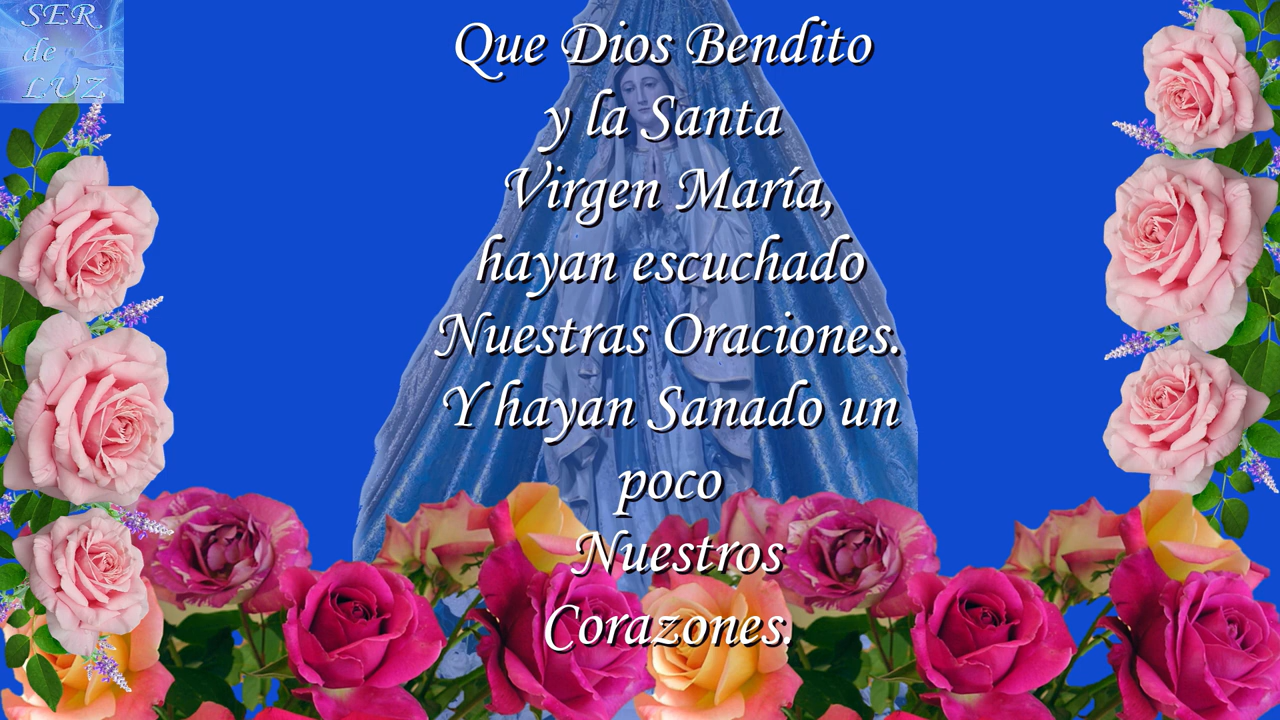 SER
de
LUZ
Que Dios Bendito
y la Santa
Virgen María,
hayan escuchado
Nuestras Oraciones.
Y hayan Sanado un
poco
Nuestros
Corazones.